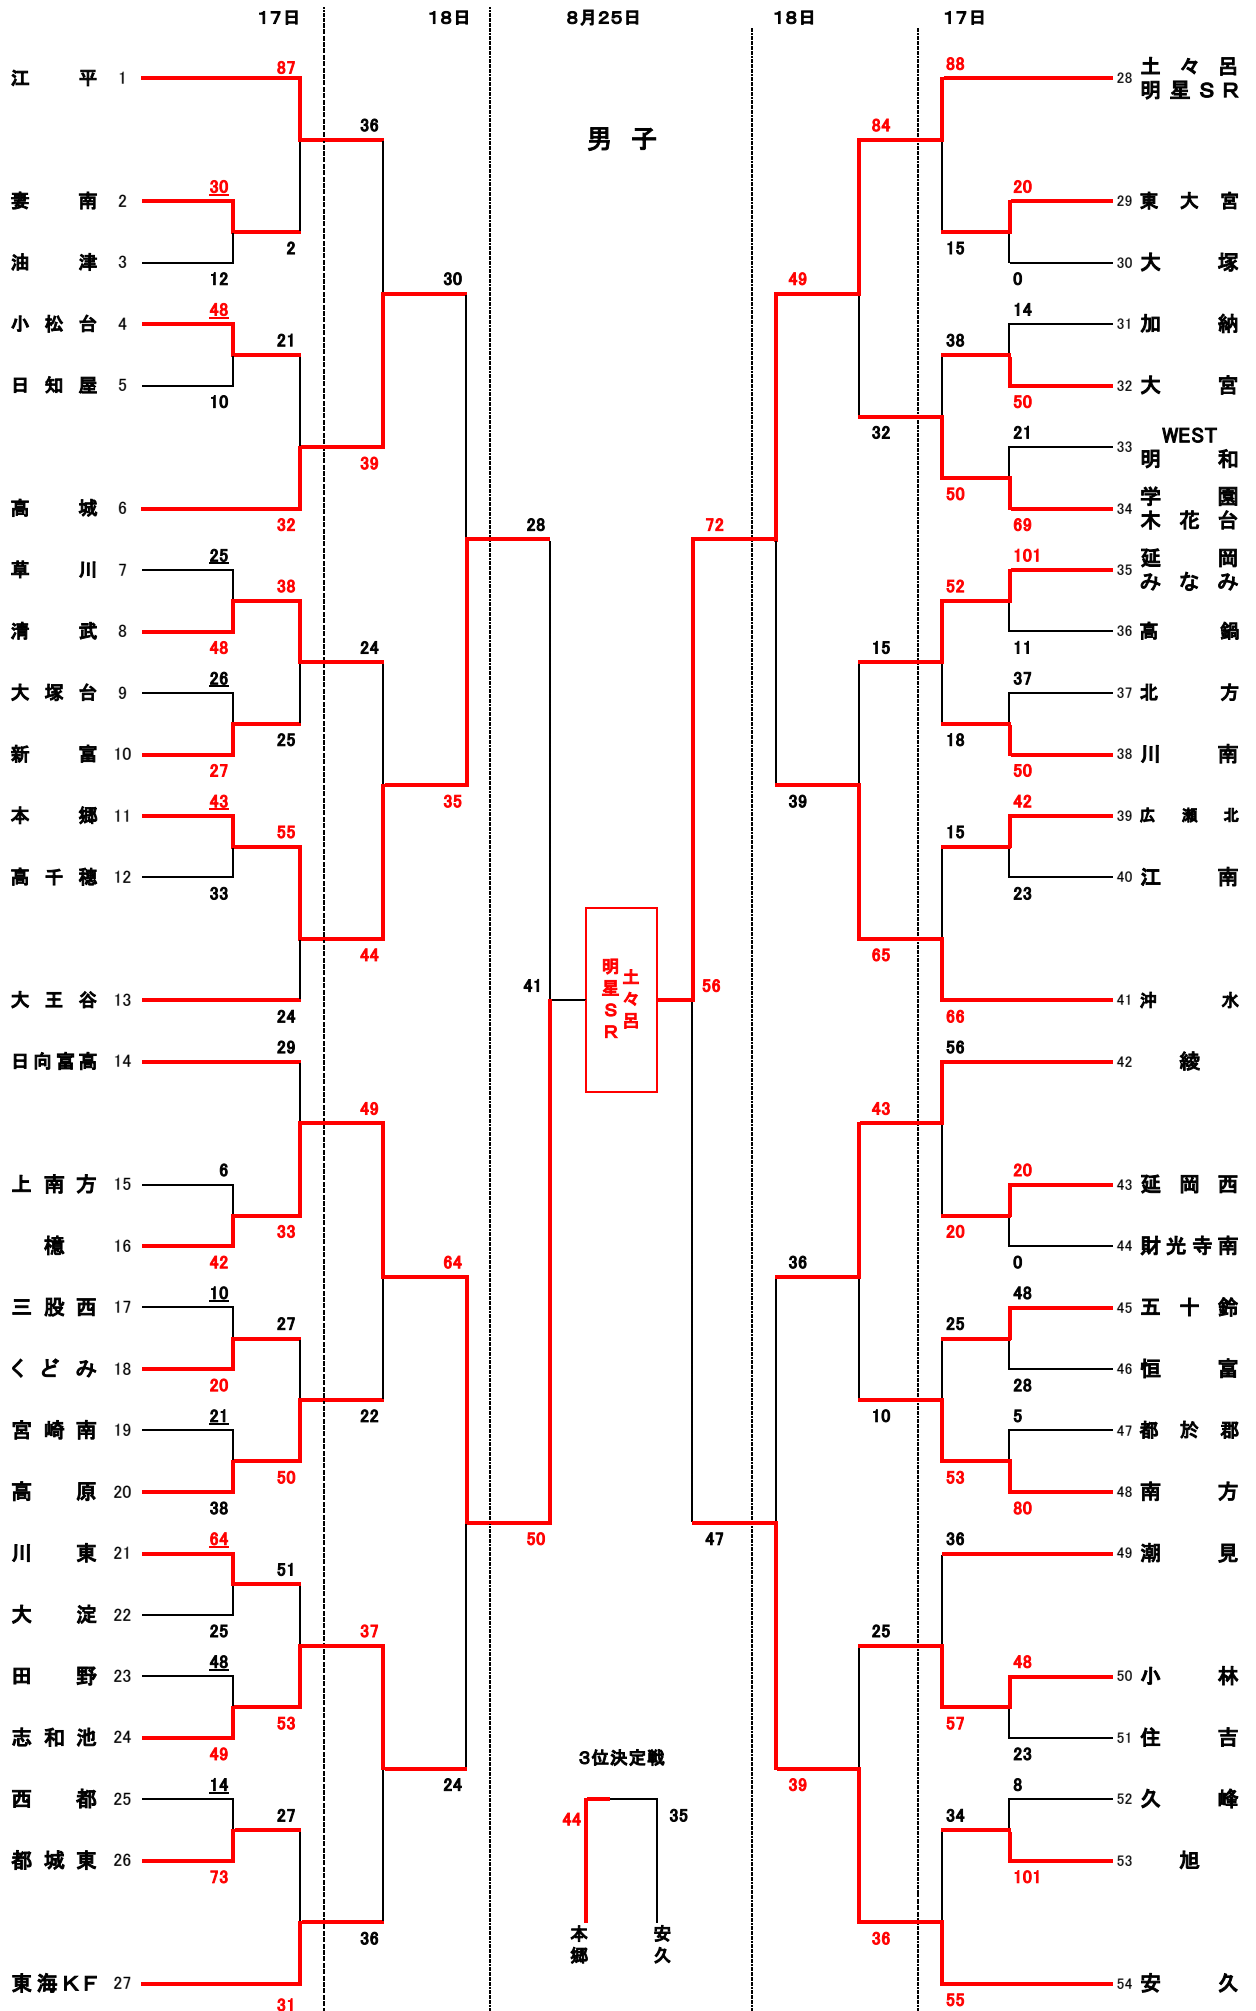 17日 18日 8月25日 18日 17日
男子
江平 1 87
36
妻南 2 30
2
油津 3 12
30
小松台 4 48
21
日知屋 5 10
39
高城 6 32
28
草川 7 25
38
清武 8 48
24
大塚台 9 26
25
新富 10 27
35
本郷 11 43
55
高千穂 12 33
44
大王谷 13 24
41
日向富高 14 29
49
上南方 15 6
33
檍 16 42
64
三股西 17 10
27
くどみ 18 20
22
宮崎南 19 21
50
高原 20 38
50
川東 21 64
51
大淀 22 25
37
田野 23 48
53
志和池 24 49
24
西都 25 14
27
都城東 26 73
36
東海KF 27 31
土々呂
明星SR
56
88 28 土々呂
明星SR
84
20 29 東大宮
15
0 30 大塚
49
14 31 加納
38
50 32 大宮
32
21 33 WEST
明和
50
69 34 学園
木花台
72
101 35 延岡
みなみ
52
11 36 高鍋
15
37 37 北方
18
50 38 川南
39
42 39 広瀬北
15
23 40 江南
65
66 41 沖水
56 42 綾
43
20 43 延岡西
20
0 44 財光寺南
36
48 45 五十鈴
25
28 46 恒富
10
5 47 都於郡
53
80 48 南方
47
36 49 潮見
25
48 50 小林
57
23 51 住吉
39
8 52 久峰
34
101 53 旭
36
55 54 安久
3位決定戦
44 35
本郷 安久